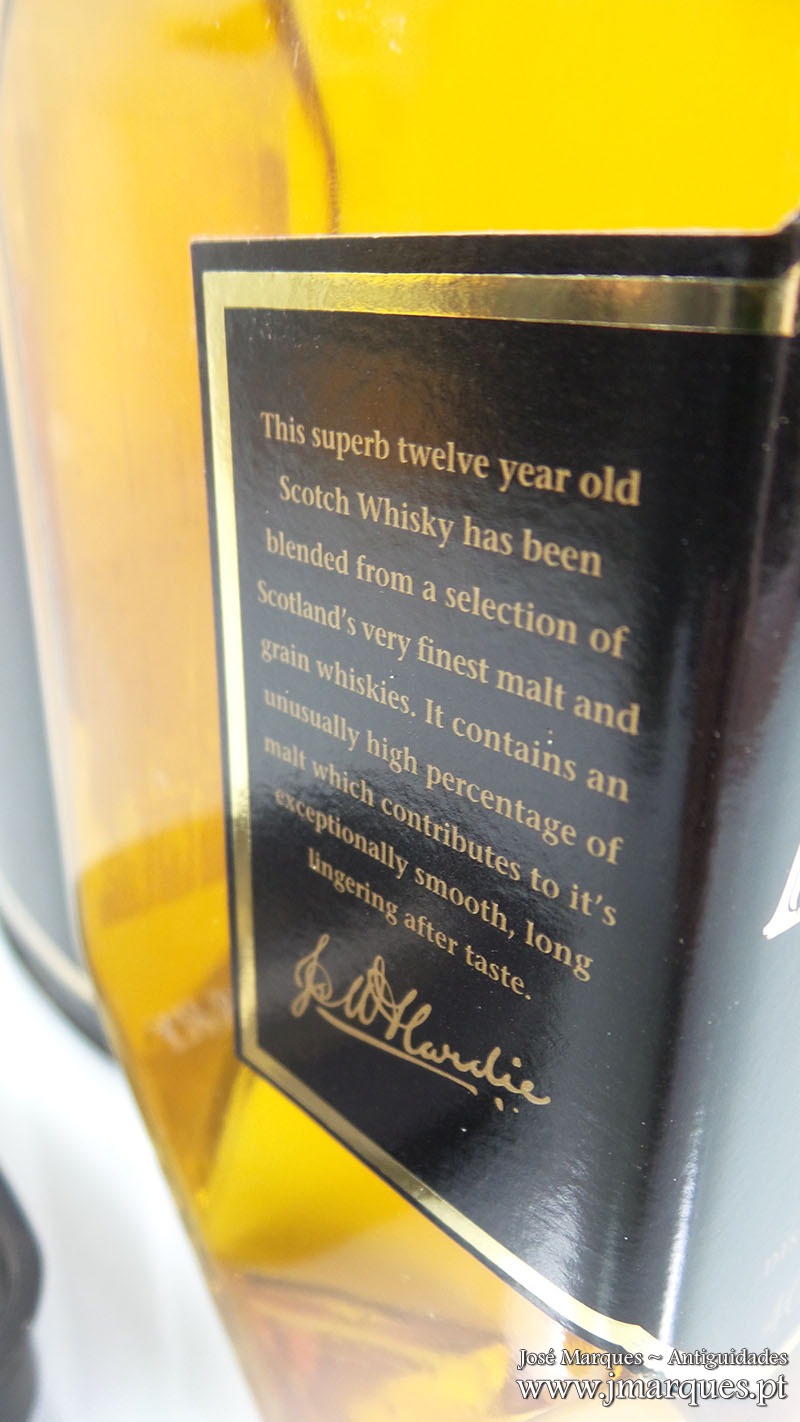 This superb twelve year old
Scotch Whisky has been
blended from a selection of
Scotland's very finest malt and
grain whiskies. It contains an
unusually high percentage of
malt which contributes to it's
exceptionally smooth, long
lingering after taste.
Jn W Hardie
José Marques ~ Antiguidades
www.jmarques.pt